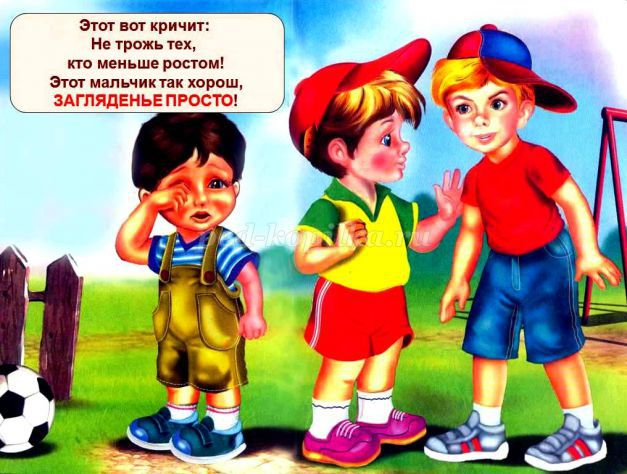 Этот вот кричит:
Не трожь тех,
кто меньше ростом!
Этот мальчик так хорош,
ЗАГЛЯДЕНЬЕ ПРОСТО!